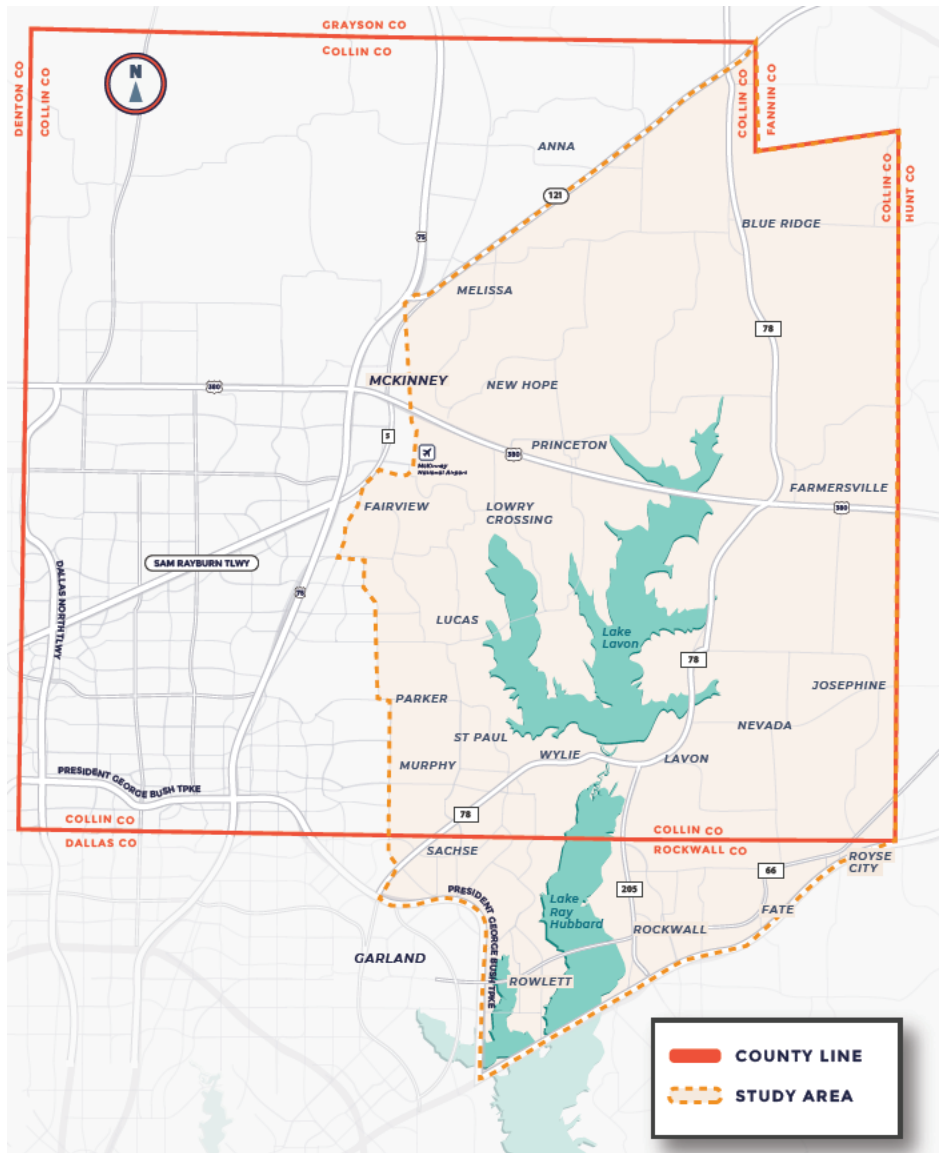 GRAYSON CO
COLLIN CO
DENTON CO
COLLIN CO
N
COLLIN CO
FANNIN CO
ANNA
COLLIN CO
HUNT CO
121
BLUE RIDGE
75
MELISSA
78
MCKINNEY
380
NEW HOPE
5
PRINCETON
380
McKinney
National Airport
FARMERSVILLE
380
FAIRVIEW
LOWRY
CROSSING
SAM RAYBURN TLWY
DALLAS NORTH TLWY
75
LUCAS
Lake
Lavon
78
JOSEPHINE
PARKER
NEVADA
ST PAUL
WYLIE
LAVON
MURPHY
PRESIDENT GEORGE BUSH TPKE
78
COLLIN CO
DALLAS CO
COLLIN CO
ROCKWALL CO
SACHSE
ROYSE
CITY
66
205
PRESIDENT GEORGE BUSH TPKE
Lake
Ray
Hubbard
FATE
ROCKWALL
GARLAND
ROWLETT
COUNTY LINE
STUDY AREA